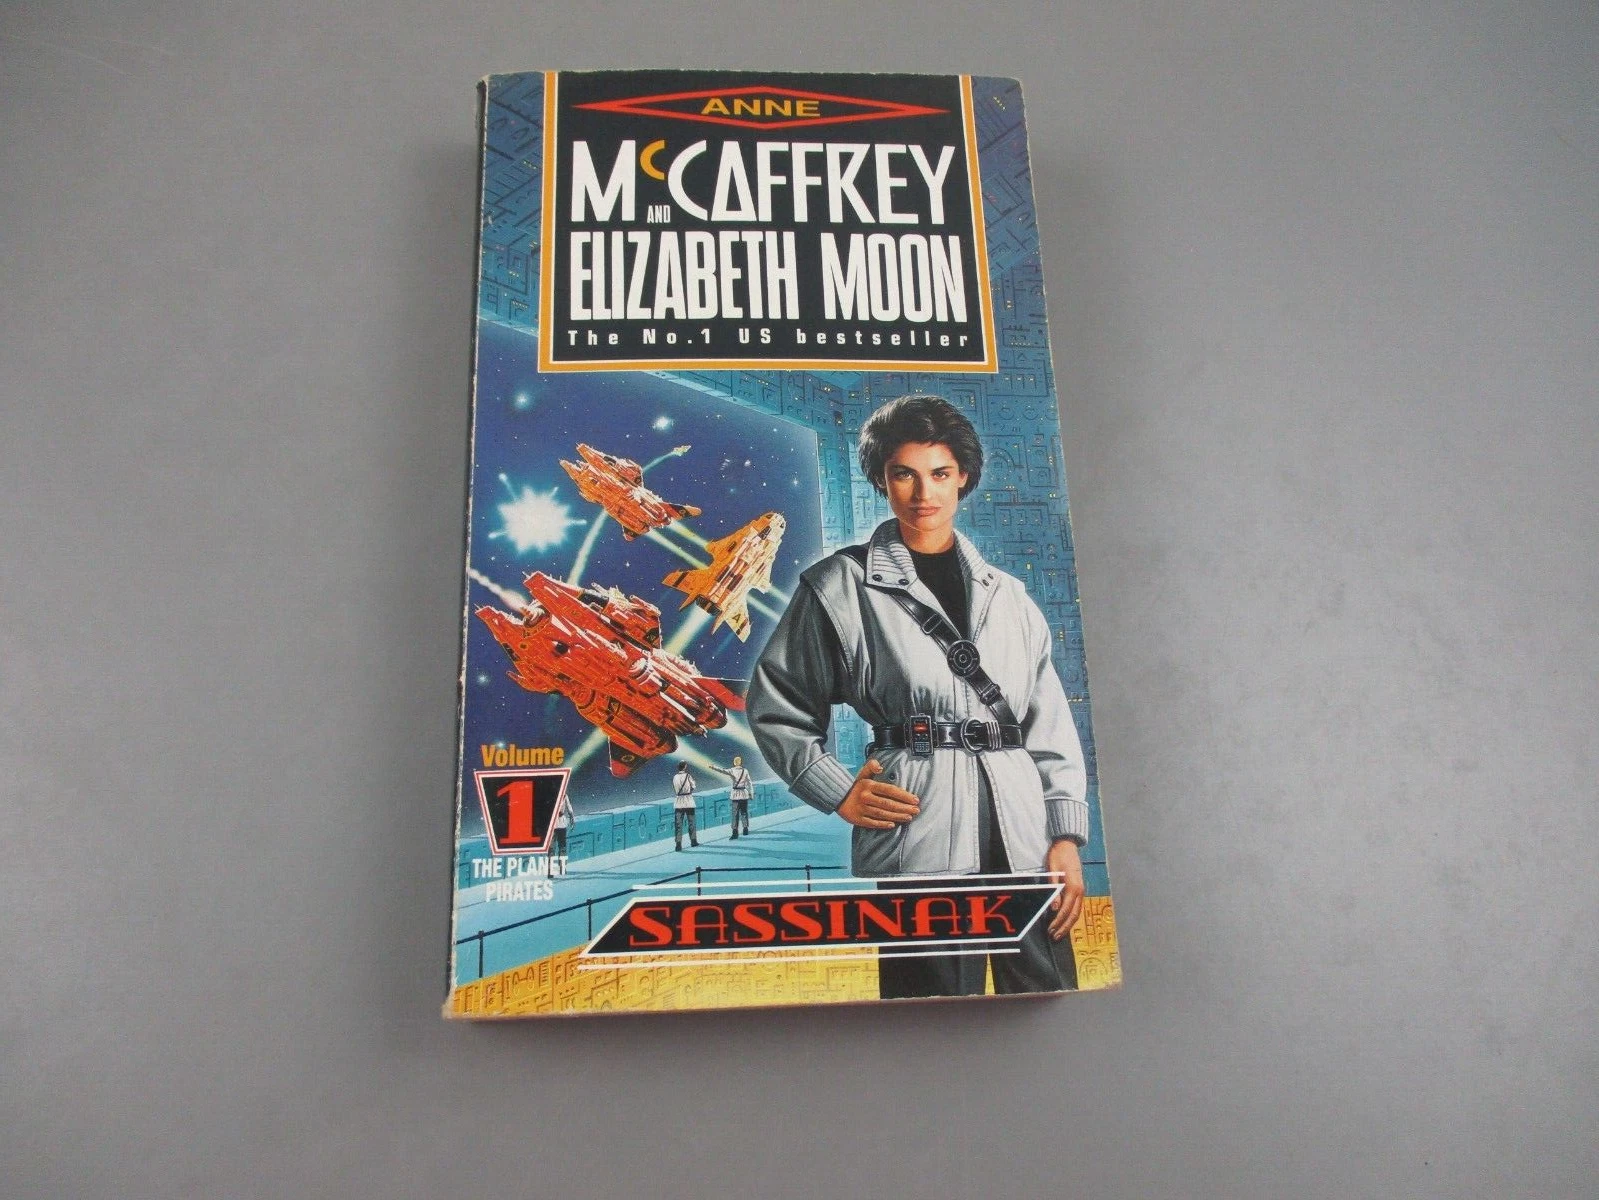 ANNE
McCAFFREY
AND
ELIZABETH MOON
The No.1 US bestseller
Volume
1
THE PLANET
PIRATES
SASSINAK